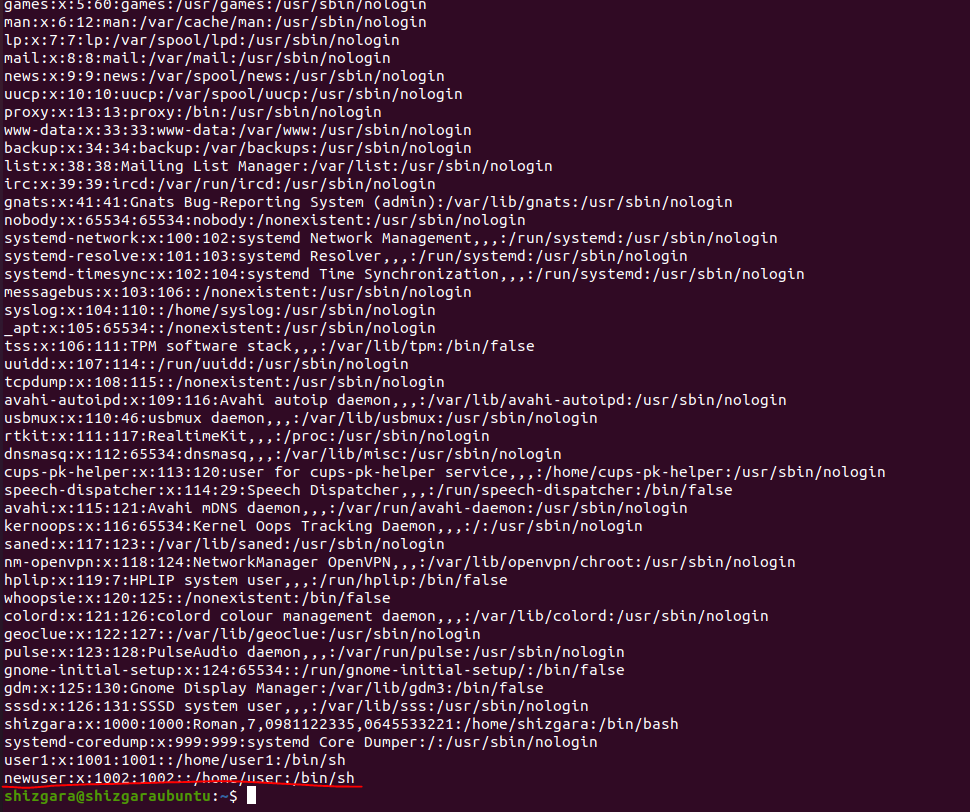 games:x:5:60:games:/usr/games:/usr/sbin/nologin
man:x:6:12:man:/var/cache/man:/usr/sbin/nologin
lp:x:7:7:lp:/var/spool/lpd:/usr/sbin/nologin
mail:x:8:8:mail:/var/mail:/usr/sbin/nologin
news:x:9:9:news:/var/spool/news:/usr/sbin/nologin
uucp:x:10:10:uucp:/var/spool/uucp:/usr/sbin/nologin
proxy:x:13:13:proxy:/bin:/usr/sbin/nologin
www-data:x:33:33:www-data:/var/www:/usr/sbin/nologin
backup:x:34:34:backup:/var/backups:/usr/sbin/nologin
list:x:38:38:Mailing List Manager:/var/list:/usr/sbin/nologin
irc:x:39:39:ircd:/var/run/ircd:/usr/sbin/nologin
gnats:x:41:41:Gnats Bug-Reporting System (admin):/var/lib/gnats:/usr/sbin/nologin
nobody:x:65534:65534:nobody:/nonexistent:/usr/sbin/nologin
systemd-network:x:100:102:systemd Network Management,,,:/run/systemd:/usr/sbin/nologin
systemd-resolve:x:101:103:systemd Resolver,,,:/run/systemd:/usr/sbin/nologin
systemd-timesync:x:102:104:systemd Time Synchronization,,,:/run/systemd:/usr/sbin/nologin
messagebus:x:103:106::/nonexistent:/usr/sbin/nologin
syslog:x:104:110::/home/syslog:/usr/sbin/nologin
_apt:x:105:65534::/nonexistent:/usr/sbin/nologin
tss:x:106:111:TPM software stack,,,:/var/lib/tpm:/bin/false
uuidd:x:107:114::/run/uuidd:/usr/sbin/nologin
tcpdump:x:108:115::/nonexistent:/usr/sbin/nologin
avahi-autoipd:x:109:116:Avahi autoip daemon,,,:/var/lib/avahi-autoipd:/usr/sbin/nologin
usbmux:x:110:46:usbmux daemon,,,:/var/lib/usbmux:/usr/sbin/nologin
rtkit:x:111:117:RealtimeKit,,,:/proc:/usr/sbin/nologin
dnsmasq:x:112:65534:dnsmasq,,,:/var/lib/misc:/usr/sbin/nologin
cups-pk-helper:x:113:120:user for cups-pk-helper service,,,:/home/cups-pk-helper:/usr/sbin/nologin
speech-dispatcher:x:114:29:Speech Dispatcher,,,:/run/speech-dispatcher:/bin/false
avahi:x:115:121:Avahi mDNS daemon,,,:/var/run/avahi-daemon:/usr/sbin/nologin
kernoops:x:116:65534:Kernel Oops Tracking Daemon,,,:/:/usr/sbin/nologin
saned:x:117:123::/var/lib/saned:/usr/sbin/nologin
nm-openvpn:x:118:124:NetworkManager OpenVPN,,,:/var/lib/openvpn/chroot:/usr/sbin/nologin
hplip:x:119:7:HPLIP system user,,,:/run/hplip:/bin/false
whoopsie:x:120:125::/nonexistent:/bin/false
colord:x:121:126:colord colour management daemon,,,:/var/lib/colord:/usr/sbin/nologin
geoclue:x:122:127::/var/lib/geoclue:/usr/sbin/nologin
pulse:x:123:128:PulseAudio daemon,,,:/var/run/pulse:/usr/sbin/nologin
gnome-initial-setup:x:124:65534::/run/gnome-initial-setup/:/bin/false
gdm:x:125:130:Gnome Display Manager:/var/lib/gdm3:/bin/false
sssd:x:126:131:SSSD system user,,,:/var/lib/sss:/usr/sbin/nologin
shizgara:x:1000:1000:Roman,7,0981122335,0645533221:/home/shizgara:/bin/bash
systemd-coredump:x:999:999:systemd Core Dumper:/:/usr/sbin/nologin
user1:x:1001:1001::/home/user1:/bin/sh
newuser:x:1002:1002::/home/user:/bin/sh
shizgara@shizgaraubuntu:~$